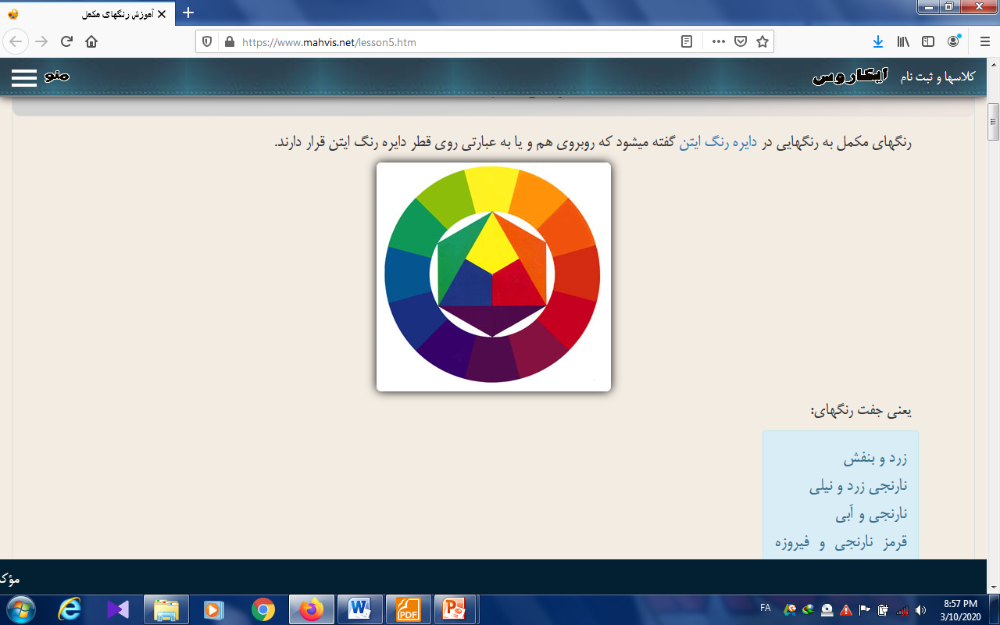 آموزش رنگهای مکمل
https://www.mahvis.net/lesson5.htm
کلاسها و ثبت نام
ایکاروس
منو
رنگهای مکمل به رنگهایی در دایره رنگ ایتن گفته میشود که روبروی هم و یا به عبارتی روی قطر دایره رنگ ایتن قرار دارند.
یعنی جفت رنگهای:
زرد و بنفش
نارنجی زرد و نیلی
نارنجی و آبی
قرمز نارنجی و فیروزه
FA
8:57 PM
3/10/2020